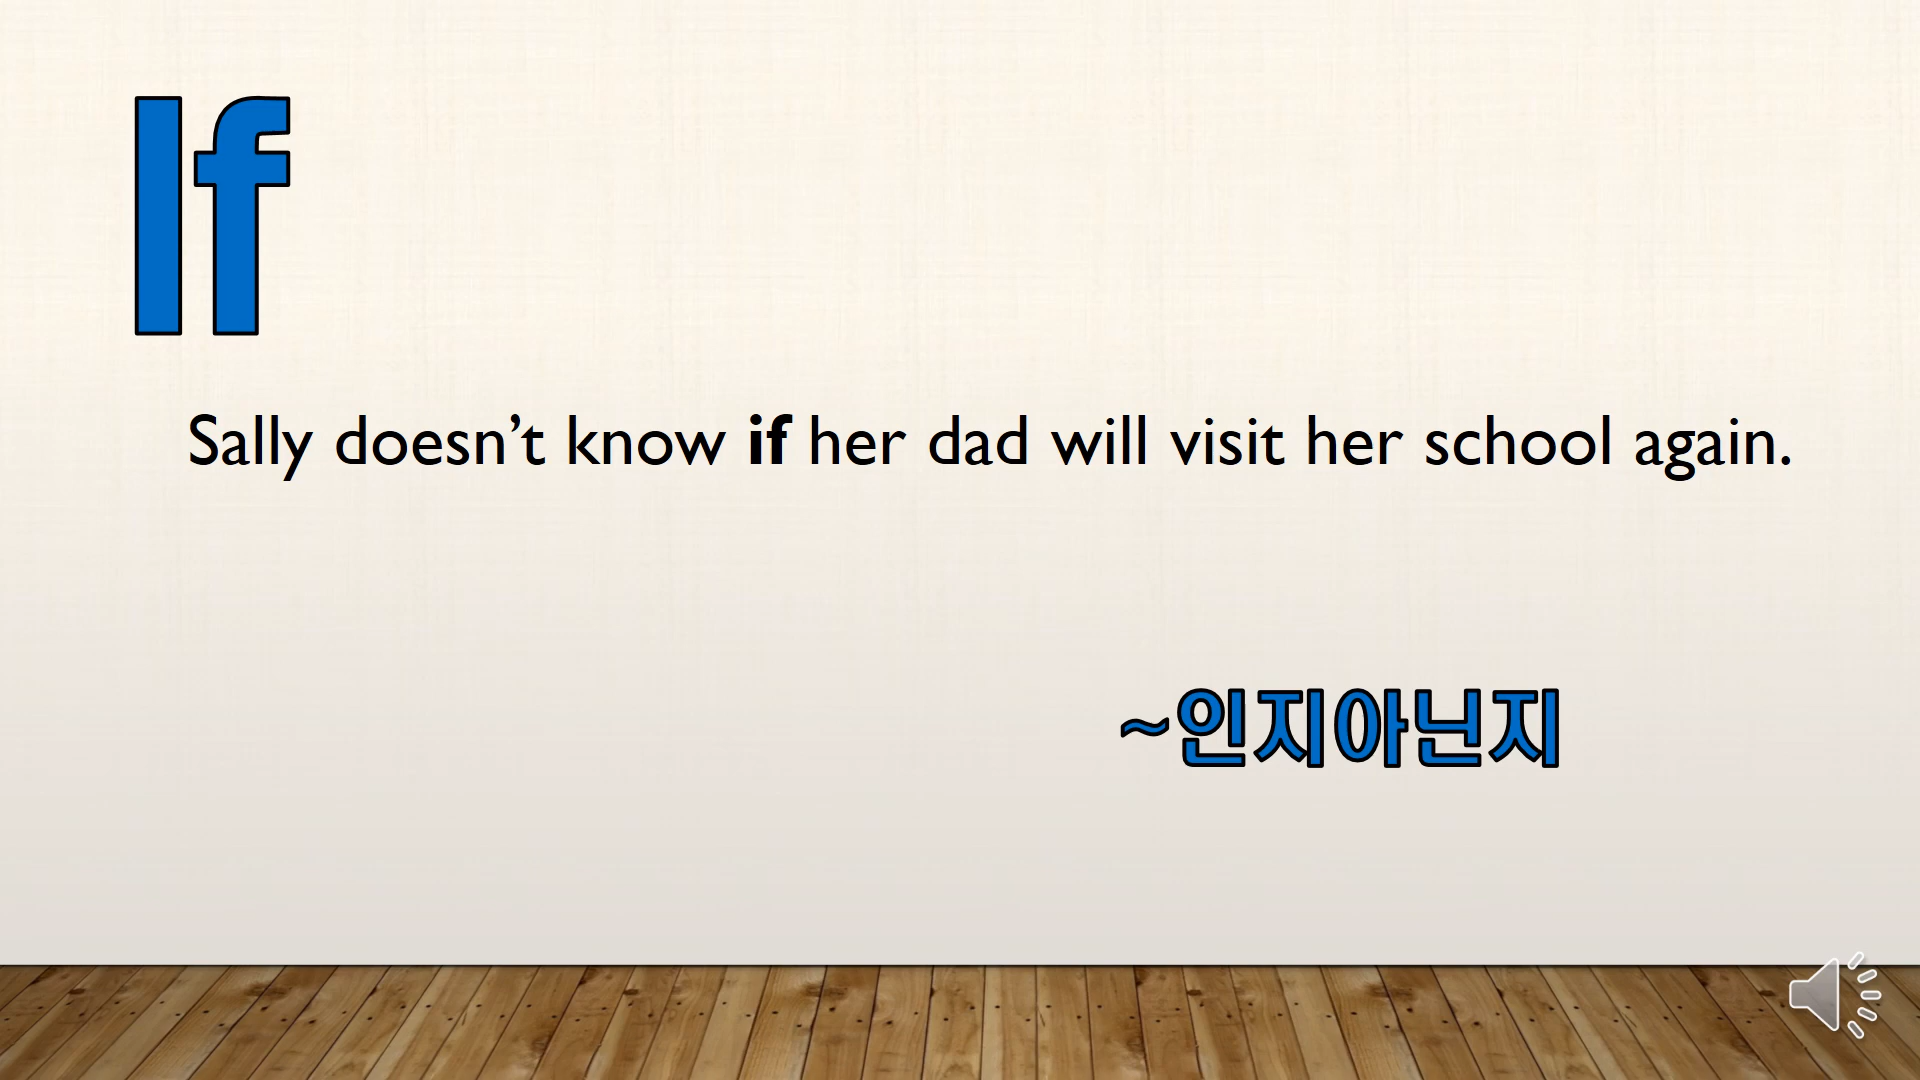 If
Sally doesn’t know if her dad will visit her school again.
~인지아닌지